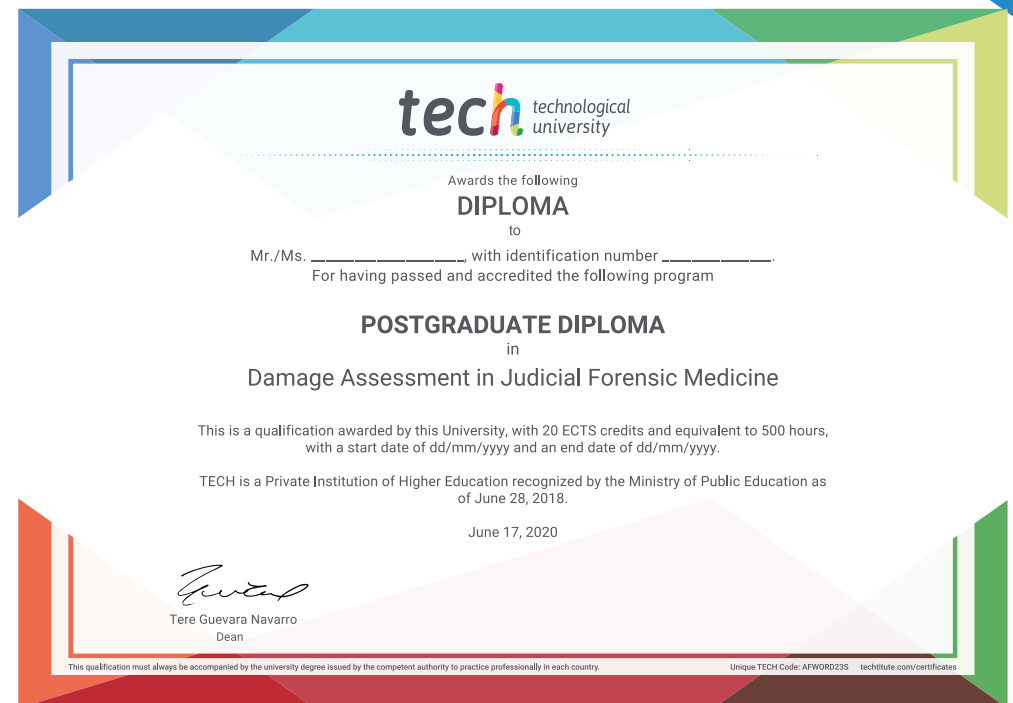 tech technological
university
Awards the following
DIPLOMA
to
Mr./Ms. ____________________, with identification number ______________.
For having passed and accredited the following program
POSTGRADUATE DIPLOMA
in
Damage Assessment in Judicial Forensic Medicine
This is a qualification awarded by this University, with 20 ECTS credits and equivalent to 500 hours,
with a start date of dd/mm/yyyy and an end date of dd/mm/yyyy.
TECH is a Private Institution of Higher Education recognized by the Ministry of Public Education as
of June 28, 2018.
June 17, 2020
Tere Guevara Navarro
Dean
This qualification must always be accompanied by the university degree issued by the competent authority to practice professionally in each country.
Unique TECH Code: AFWORD23S techtitute.com/certificates